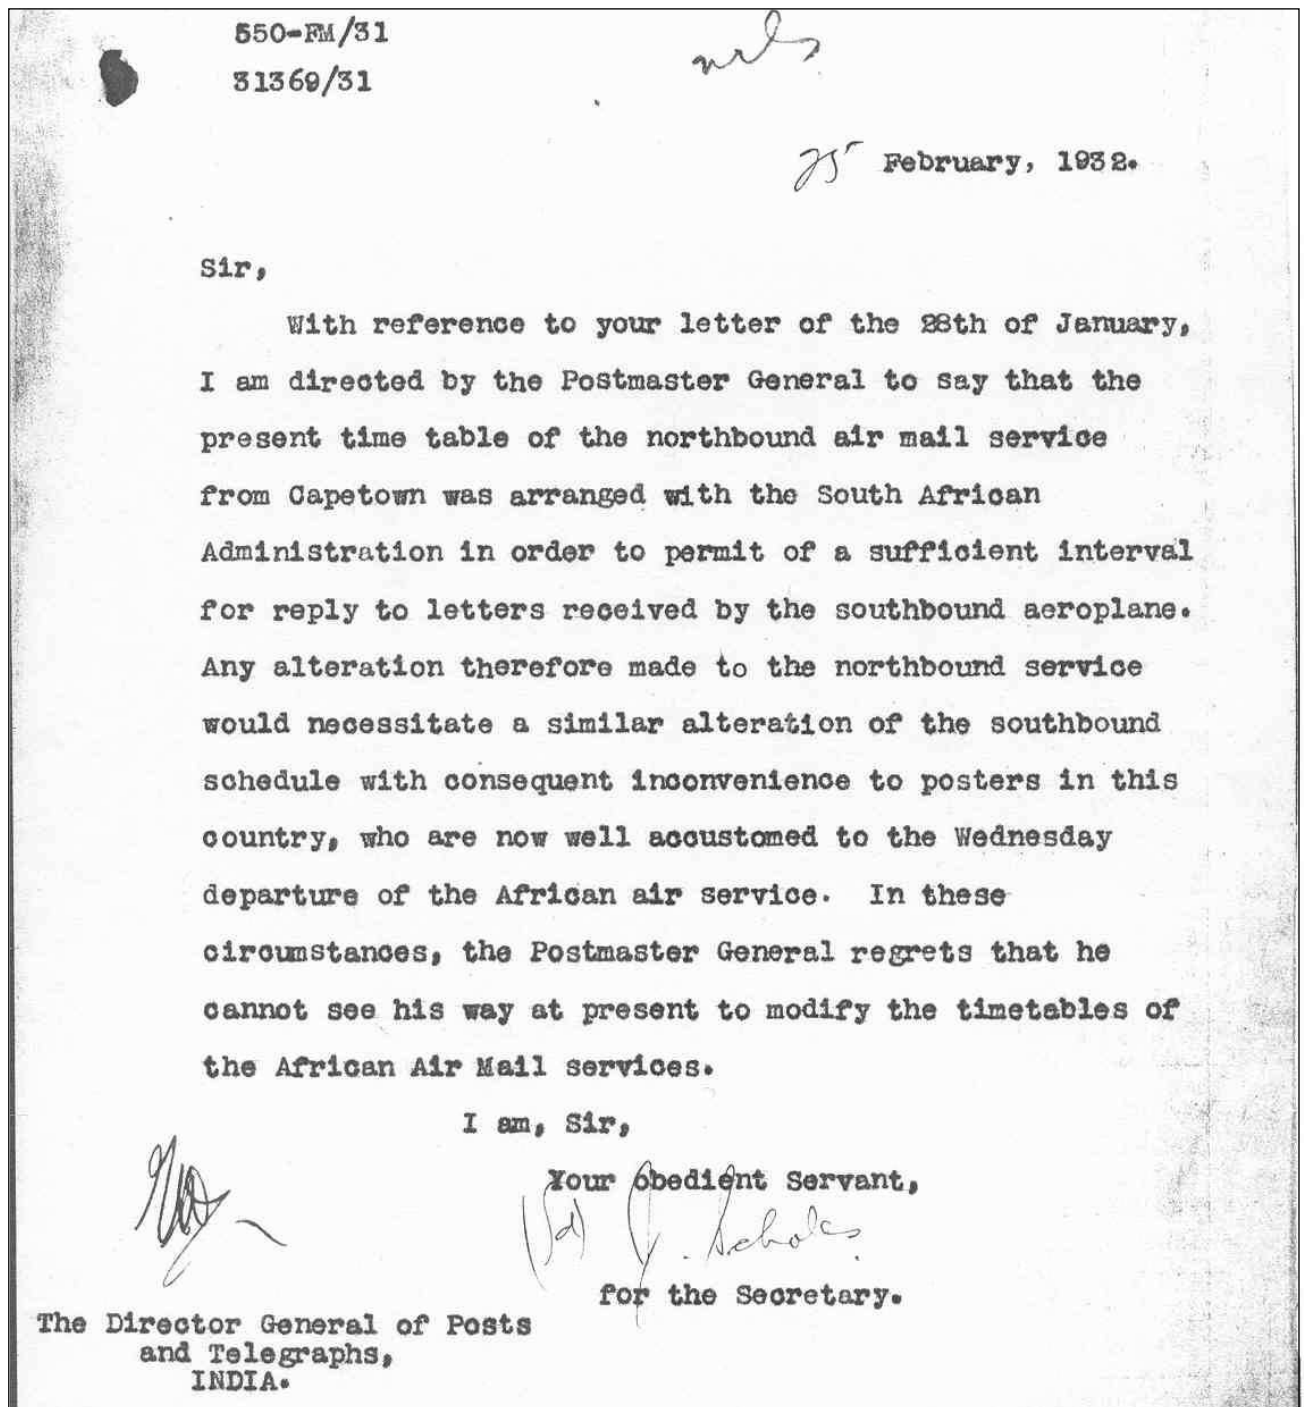 550-FM/31
31369/31
25 February, 1932.
Sir,
With reference to your letter of the 28th of January,
I am directed by the Postmaster General to say that the
present time table of the northbound air mail service
from Capetown was arranged with the South African
Administration in order to permit of a sufficient interval
for reply to letters received by the southbound aeroplane.
Any alteration therefore made to the northbound service
would necessitate a similar alteration of the southbound
schedule with consequent inconvenience to posters in this
country, who are now well accustomed to the Wednesday
departure of the African air service. In these
circumstances, the Postmaster General regrets that he
cannot see his way at present to modify the timetables of
the African Air Mail services.
I am, Sir,
Your obedient Servant,
(Sd) J. Scholes
for the Secretary.
The Director General of Posts
and Telegraphs,
INDIA.